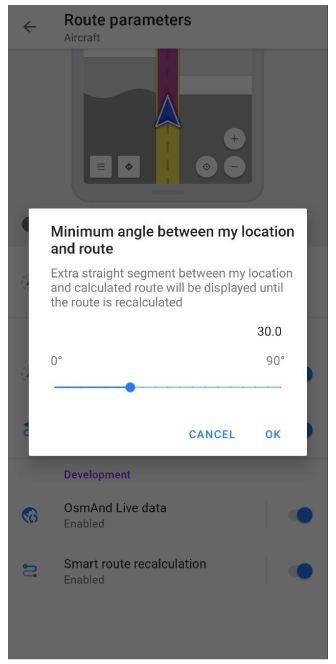 Route parameters
Aircraft
Minimum angle between my location
and route
Extra straight segment between my location
and calculated route will be displayed until
the route is recalculated
30.0
0° 90°
CANCEL OK
Development
OsmAnd Live data
Enabled
Smart route recalculation
Enabled